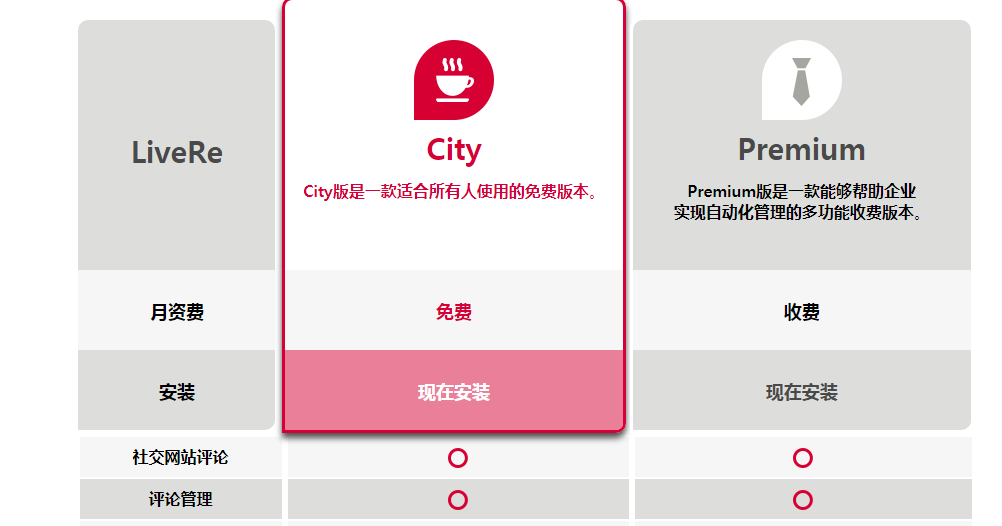 LiveRe
City
City版是一款适合所有人使用的免费版本。
Premium
Premium版是一款能够帮助企业
实现自动化管理的多功能收费版本。
月资费
免费
收费
安装
现在安装
现在安装
社交网站评论
评论管理